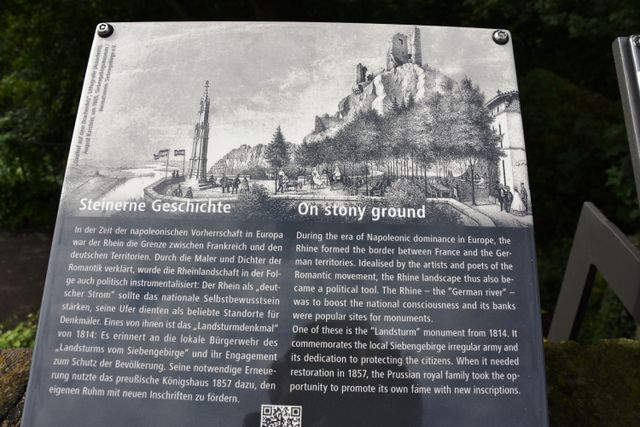 Steinerne Geschichte
In der Zeit der napoleonischen Vorherrschaft in Europa
war der Rhein die Grenze zwischen Frankreich und den
deutschen Territorien. Durch die Maler und Dichter der
Romantik verklärt, wurde die Rheinlandschaft in der Fol-
ge auch politisch instrumentalisiert: Der Rhein als „deut-
scher Strom“ sollte das nationale Selbstbewusstsein
stärken, seine Ufer dienten als beliebte Standorte für
Denkmäler. Eines von ihnen ist das „Landsturmdenkmal“
von 1814: Es erinnert an die lokale Bürgerwehr des
„Landsturms vom Siebengebirge“ und ihr Engagement
zum Schutz der Bevölkerung. Seine notwendige Erneue-
rung nutzte das preußische Königshaus 1857 dazu, den
eigenen Ruhm mit neuen Inschriften zu fördern.
On stony ground
During the era of Napoleonic dominance in Europe, the
Rhine formed the border between France and the Ger-
man territories. Idealised by the artists and poets of the
Romantic movement, the Rhine landscape thus also be-
came a political tool. The Rhine – the “German river” –
was to boost the national consciousness and its banks
were popular sites for monuments.
One of these is the “Landsturm” monument from 1814. It
commemorates the local Siebengebirge irregular army and
its dedication to protecting the citizens. When it needed
restoration in 1857, the Prussian royal family took the op-
portunity to promote its own fame with new inscriptions.